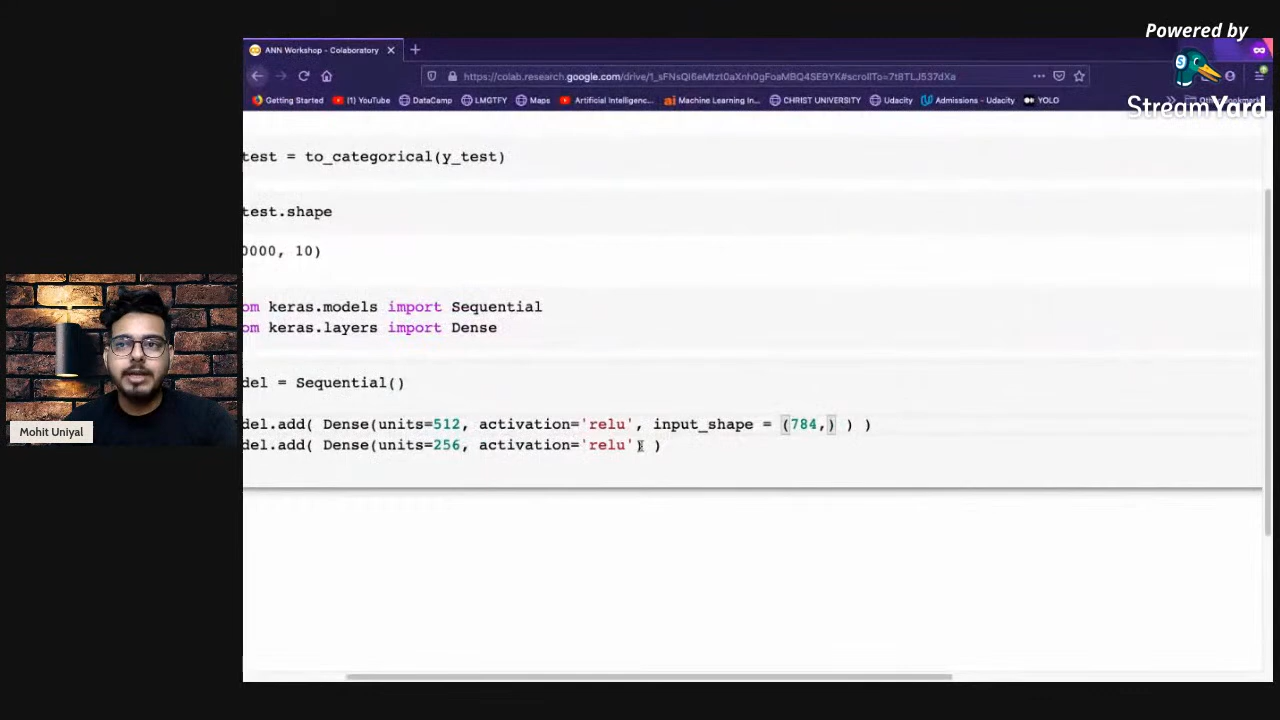 Powered by
StreamYard
ANN Workshop - Colaboratory
https://colab.research.google.com/drive/1_sFNsQI6eMtzt0aXnh0gFoaMBQ4SE9YK#scrollTo=7t8TLJ537dXa
Getting Started (1) YouTube DataCamp LMGTFY Maps Artificial Intelligenc... Machine Learning In... CHRIST UNIVERSITY Udacity Admissions - Udacity YOLO
test = to_categorical(y_test)
test.shape
0000, 10)
om keras.models import Sequential
om keras.layers import Dense
del = Sequential()
del.add( Dense(units=512, activation='relu', input_shape = (784,) ) )
del.add( Dense(units=256, activation='relu') )
Mohit Uniyal